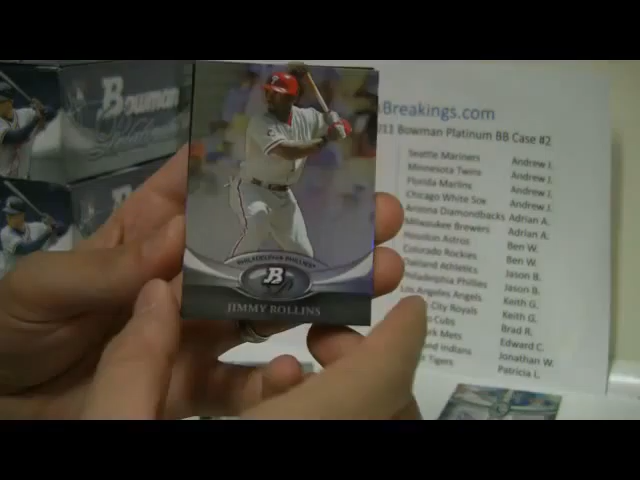 Bowman
PHILADELPHIA PHILLIES
B
JIMMY ROLLINS
Breakings.com
11 Bowman Platinum BB Case #2
Seattle Mariners Andrew J.
Minnesota Twins Andrew J.
Florida Marlins Andrew J.
Chicago White Sox Andrew J.
Arizona Diamondbacks Adrian A.
Milwaukee Brewers Adrian A.
Houston Astros Ben W.
Colorado Rockies Ben W.
Oakland Athletics Jason B.
Philadelphia Phillies Jason B.
Los Angeles Angels Keith G.
City Royals Keith G.
Cubs Brad R.
Mets Edward C.
Indians Jonathan W.
Tigers Patricia L.